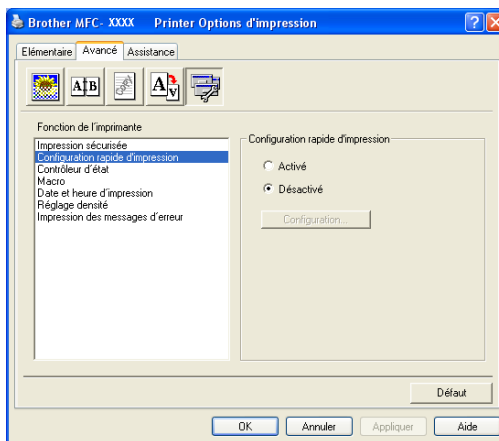 Brother MFC- XXXX Printer Options d'impression
Elémentaire Avancé Assistance
Fonction de l'imprimante
Impression sécurisée
Configuration rapide d'impression
Contrôleur d´état
Macro
Date et heure d´impression
Réglage densité
Impression des messages d´erreur
Configuration rapide d'impression
Activé
Désactivé
Configuration...
Défaut
OK Annuler Appliquer Aide